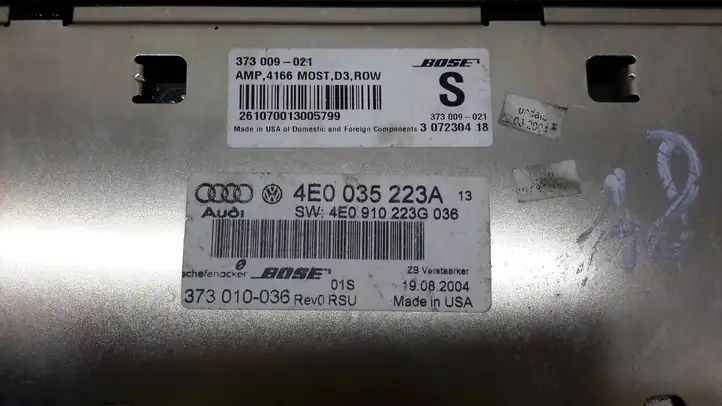 373 009-021
AMP,4166 MOST,D3,ROW
BOSE
S
261070013005799
373 009-021
Made in USA of Domestic and Foreign Components
3 072304 18
4E0 035 223A 13
Audi
SW: 4E0 910 223G 036
schefenacker
BOSE
ZB Verstaerker
01S
19.08.2004
373 010-036
Rev0 RSU
Made in USA